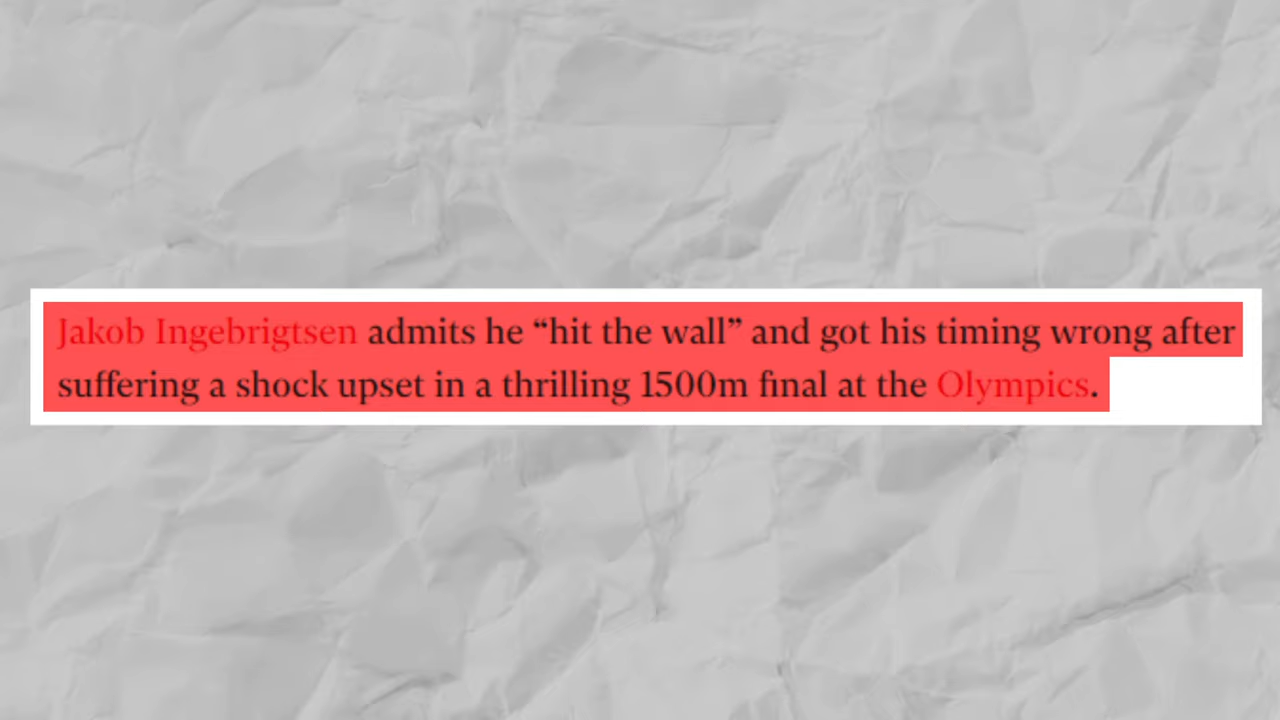 Jakob Ingebrigtsen admits he “hit the wall” and got his timing wrong after
suffering a shock upset in a thrilling 1500m final at the Olympics.